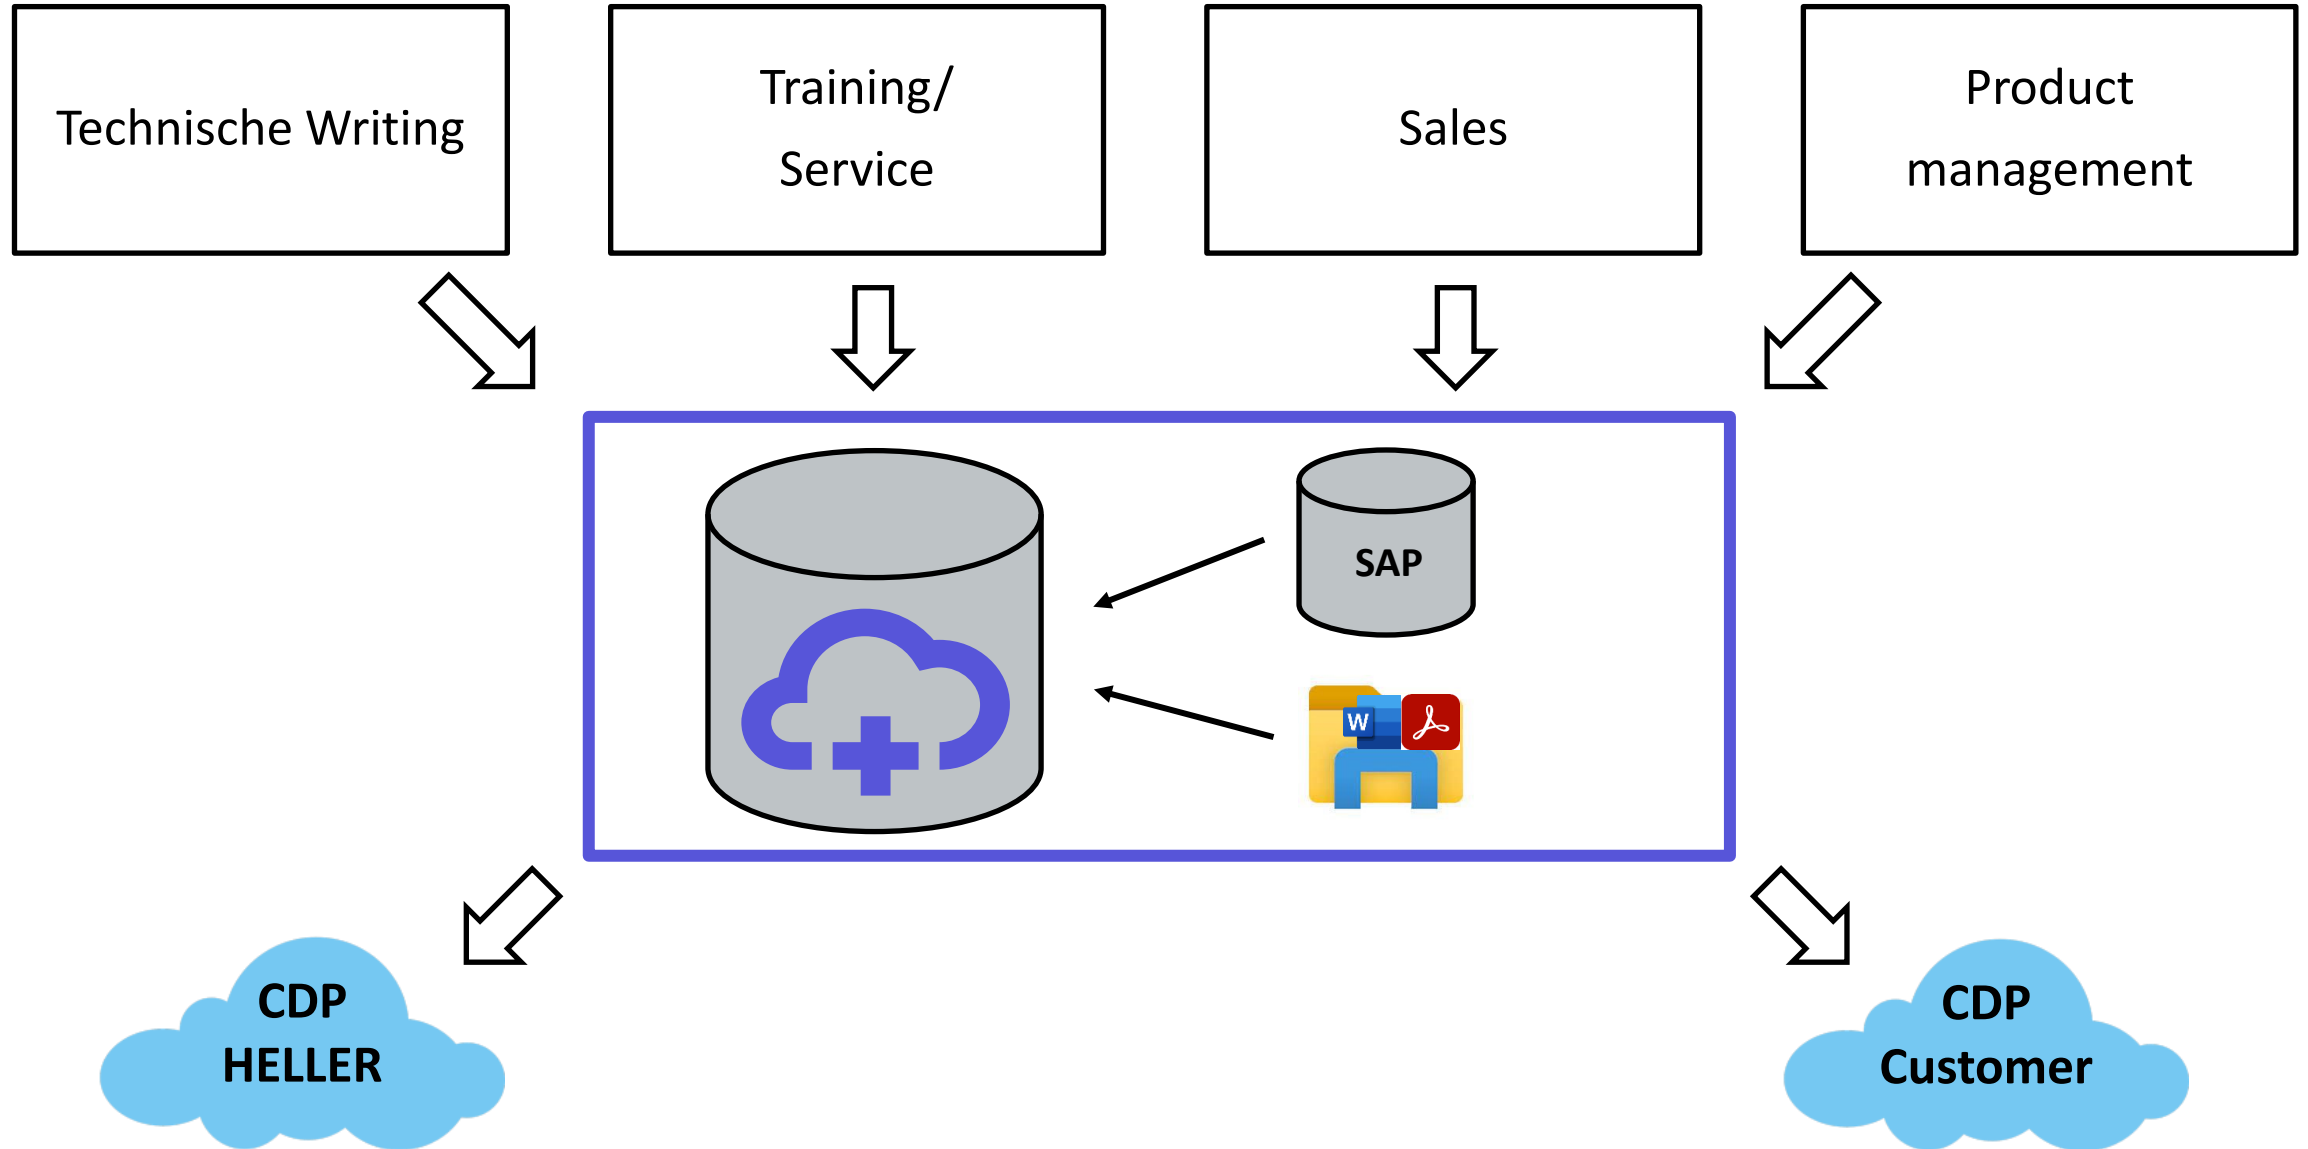 Technische Writing
Training/
Service
Sales
Product
management
SAP
W
CDP
HELLER
CDP
Customer